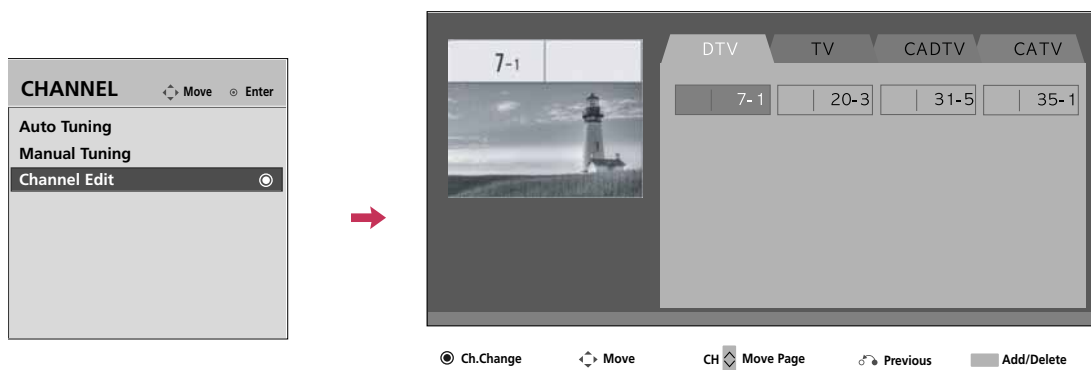 CHANNEL Move Enter
Auto Tuning
Manual Tuning
Channel Edit
7-1
DTV TV CADTV CATV
7-1 20-3 31-5 35-1
Ch.Change Move CH Move Page Previous Add/Delete